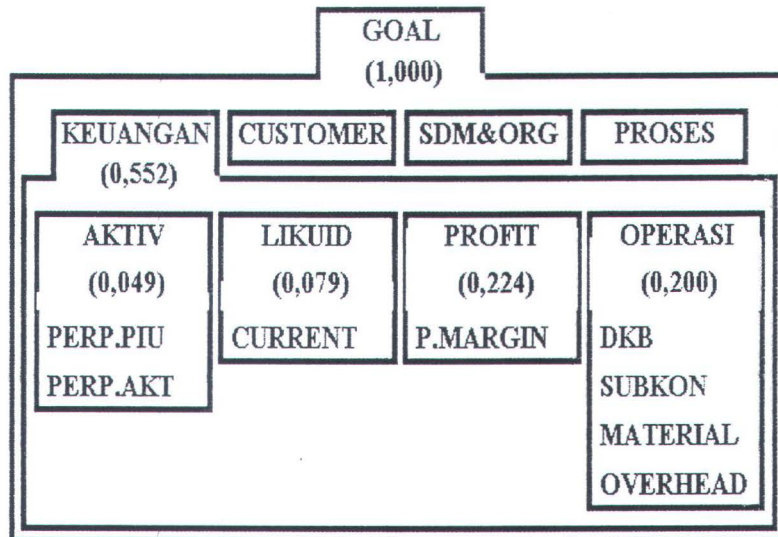 GOAL
(1,000)
KEUANGAN
(0,552)
CUSTOMER
SDM&ORG
PROSES
AKTIV
(0,049)
PERP.PIU
PERP.AKT
LIKUID
(0,079)
CURRENT
PROFIT
(0,224)
P.MARGIN
OPERASI
(0,200)
DKB
SUBKON
MATERIAL
OVERHEAD